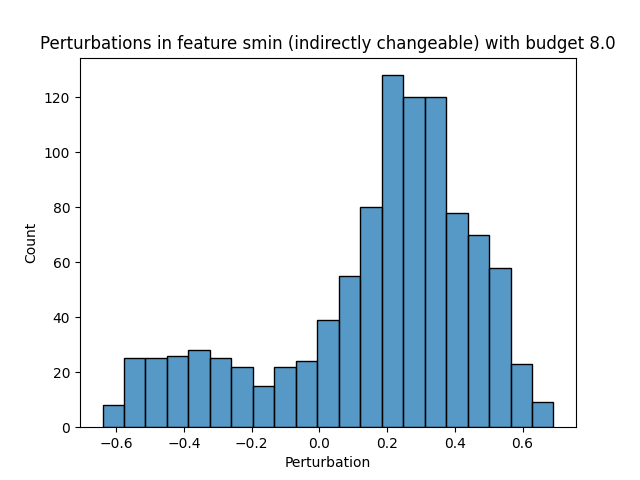 Perturbations in feature smin (indirectly changeable) with budget 8.0
120
100
80
60
40
20
0
Count
−0.6 −0.4 −0.2 0.0 0.2 0.4 0.6
Perturbation